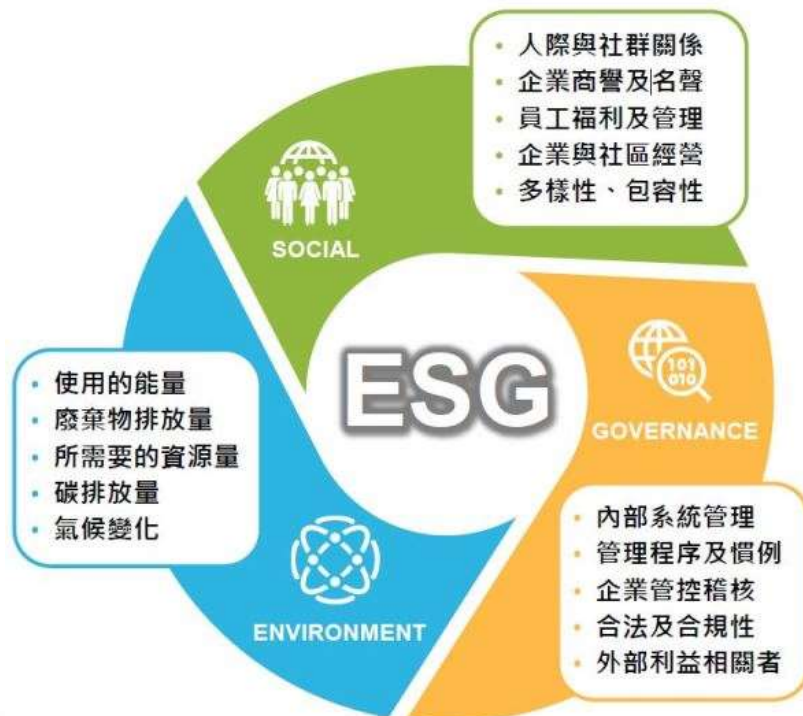 • 人際與社群關係
• 企業商譽及名聲
• 員工福利及管理
• 企業與社區經營
• 多樣性、包容性
SOCIAL
ESG
101
010
GOVERNANCE
• 使用的能量
• 廢棄物排放量
• 所需要的資源量
• 碳排放量
• 氣候變化
ENVIRONMENT
• 內部系統管理
• 管理程序及慣例
• 企業管控稽核
• 合法及合規性
• 外部利益相關者